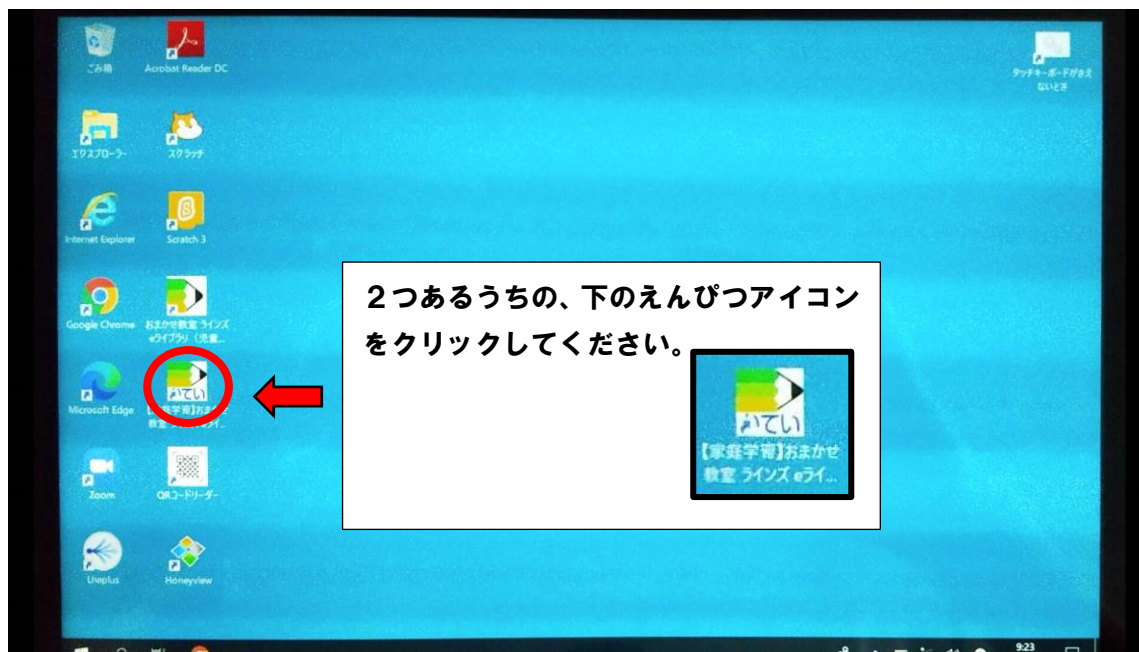 ごみ箱
Acrobat Reader DC
タッチキーボードがきえ
ないとき
エクスプローラー
スクラッチ
Internet Explorer
Scratch 3
Google Chrome
おまかせ教室 ラインズ
eライブラリ（児童...
Microsoft Edge
Zoom
QRコードリーダー
Honeyview
２つあるうちの、下のえんぴつアイコン
をクリックしてください。
かてい
【家庭学習】おまかせ
教室 ラインズ eライ...
9:23